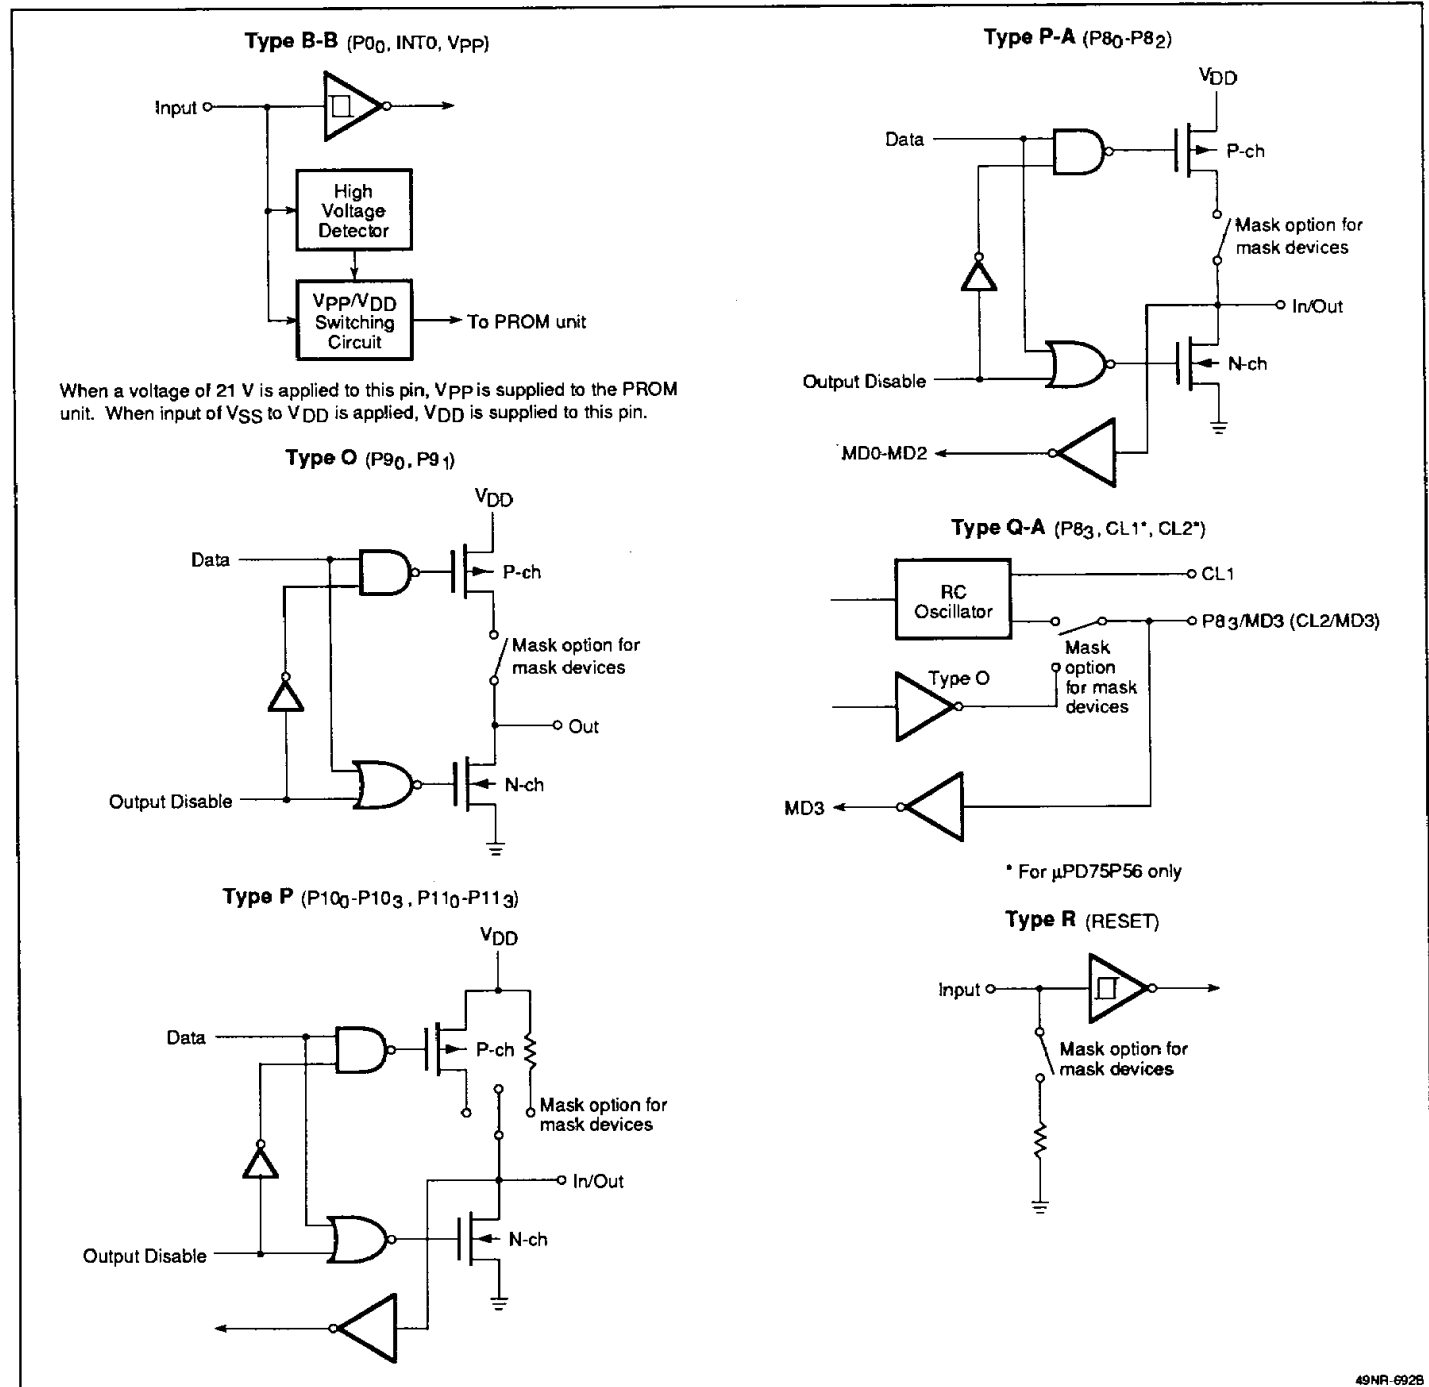 Type B-B (P00, INT0, VPP)
Input
High
Voltage
Detector
VPP/VDD
Switching
Circuit
To PROM unit
When a voltage of 21 V is applied to this pin, VPP is supplied to the PROM
unit. When input of VSS to VDD is applied, VDD is supplied to this pin.
Type O (P90, P91)
VDD
Data
P-ch
Mask option for
mask devices
Out
N-ch
Output Disable
Type P (P100-P103, P110-P113)
VDD
Data
P-ch
Mask option for
mask devices
In/Out
N-ch
Output Disable
Type P-A (P80-P82)
VDD
Data
P-ch
Mask option for
mask devices
In/Out
N-ch
Output Disable
MD0-MD2
Type Q-A (P83, CL1*, CL2*)
RC
Oscillator
CL1
P83/MD3 (CL2/MD3)
Mask
option
for mask
devices
Type O
MD3
* For μPD75P56 only
Type R (RESET)
Input
Mask option for
mask devices
49NR-692B